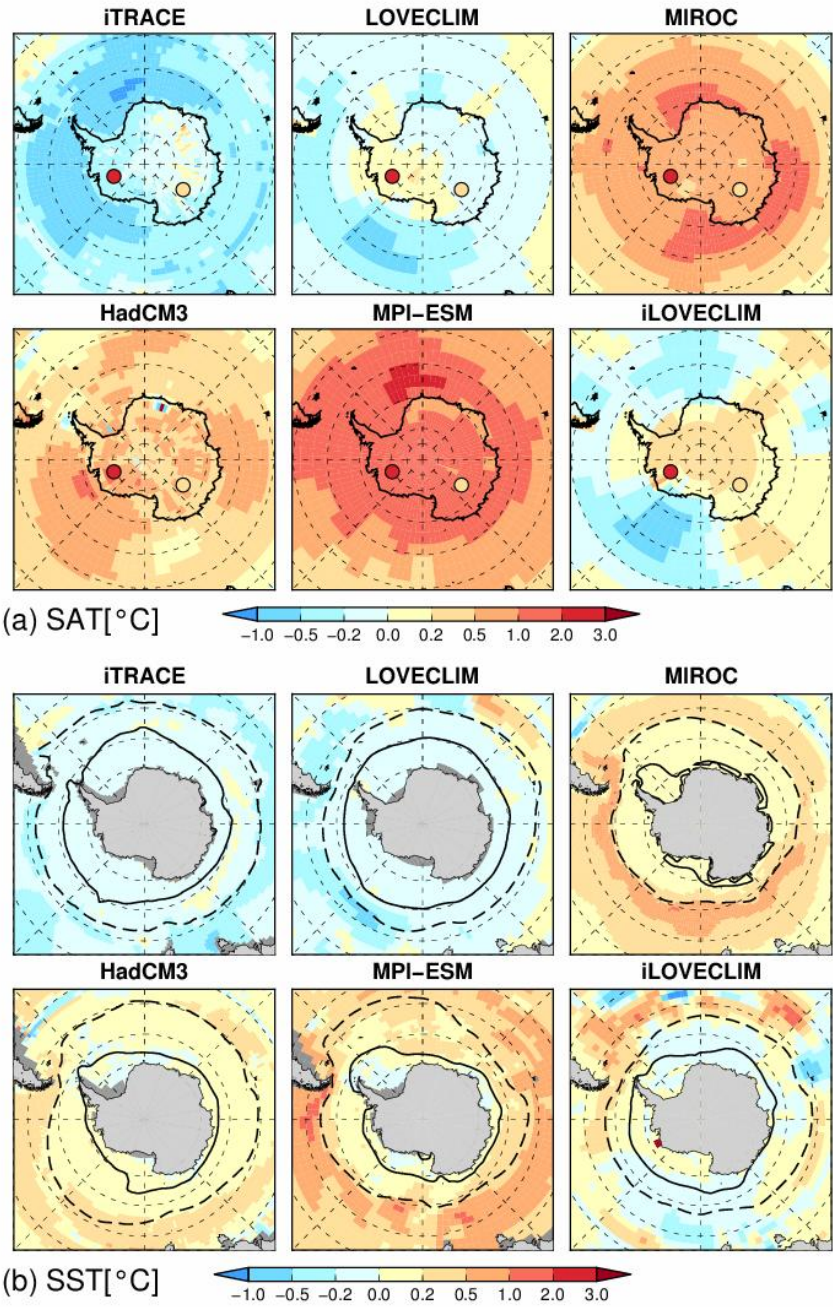 iTRACE LOVECLIM MIROC
HadCM3 MPI-ESM iLOVECLIM
(a) SAT[°C]
-1.0 -0.5 -0.2 0.0 0.2 0.5 1.0 2.0 3.0
iTRACE LOVECLIM MIROC
HadCM3 MPI-ESM iLOVECLIM
(b) SST[°C]
-1.0 -0.5 -0.2 0.0 0.2 0.5 1.0 2.0 3.0